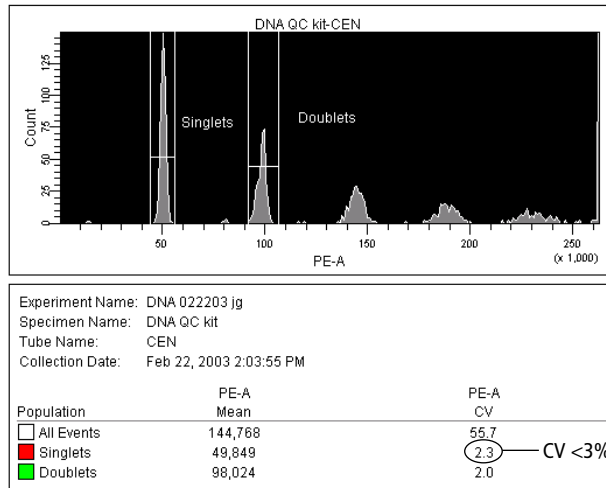 DNA QC kit-CEN
Count
125
100
75
50
25
0
Singlets
Doublets
50 100 150 200 250
(x 1,000)
PE-A
Experiment Name: DNA 022203 jg
Specimen Name: DNA QC kit
Tube Name: CEN
Collection Date: Feb 22, 2003 2:03:55 PM
PE-A PE-A
Population Mean CV
All Events 144,768 55.7
Singlets 49,849 2.3 CV <3%
Doublets 98,024 2.0